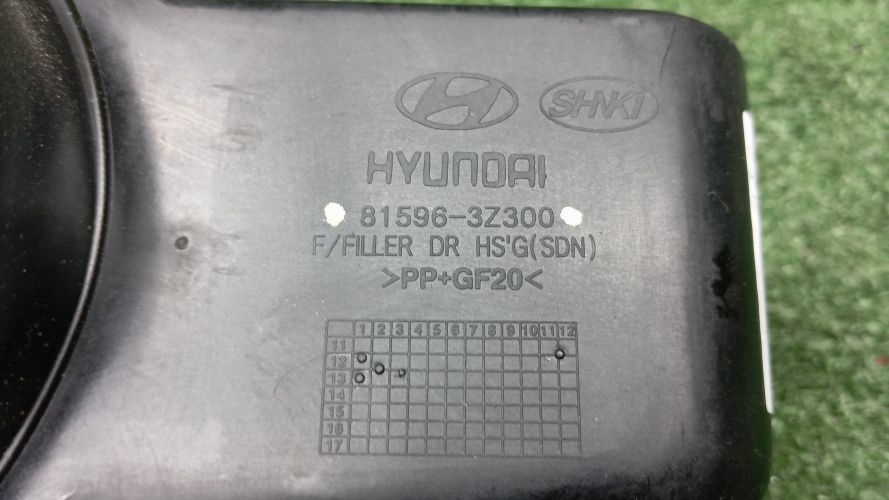 SHNKI
HYUNDAI
81596-3Z300
F/FILLER DR HS'G(SDN)
>PP+GF20<
1 2 3 4 5 6 7 8 9 10 11 12
11
12
13
14
15
16
17